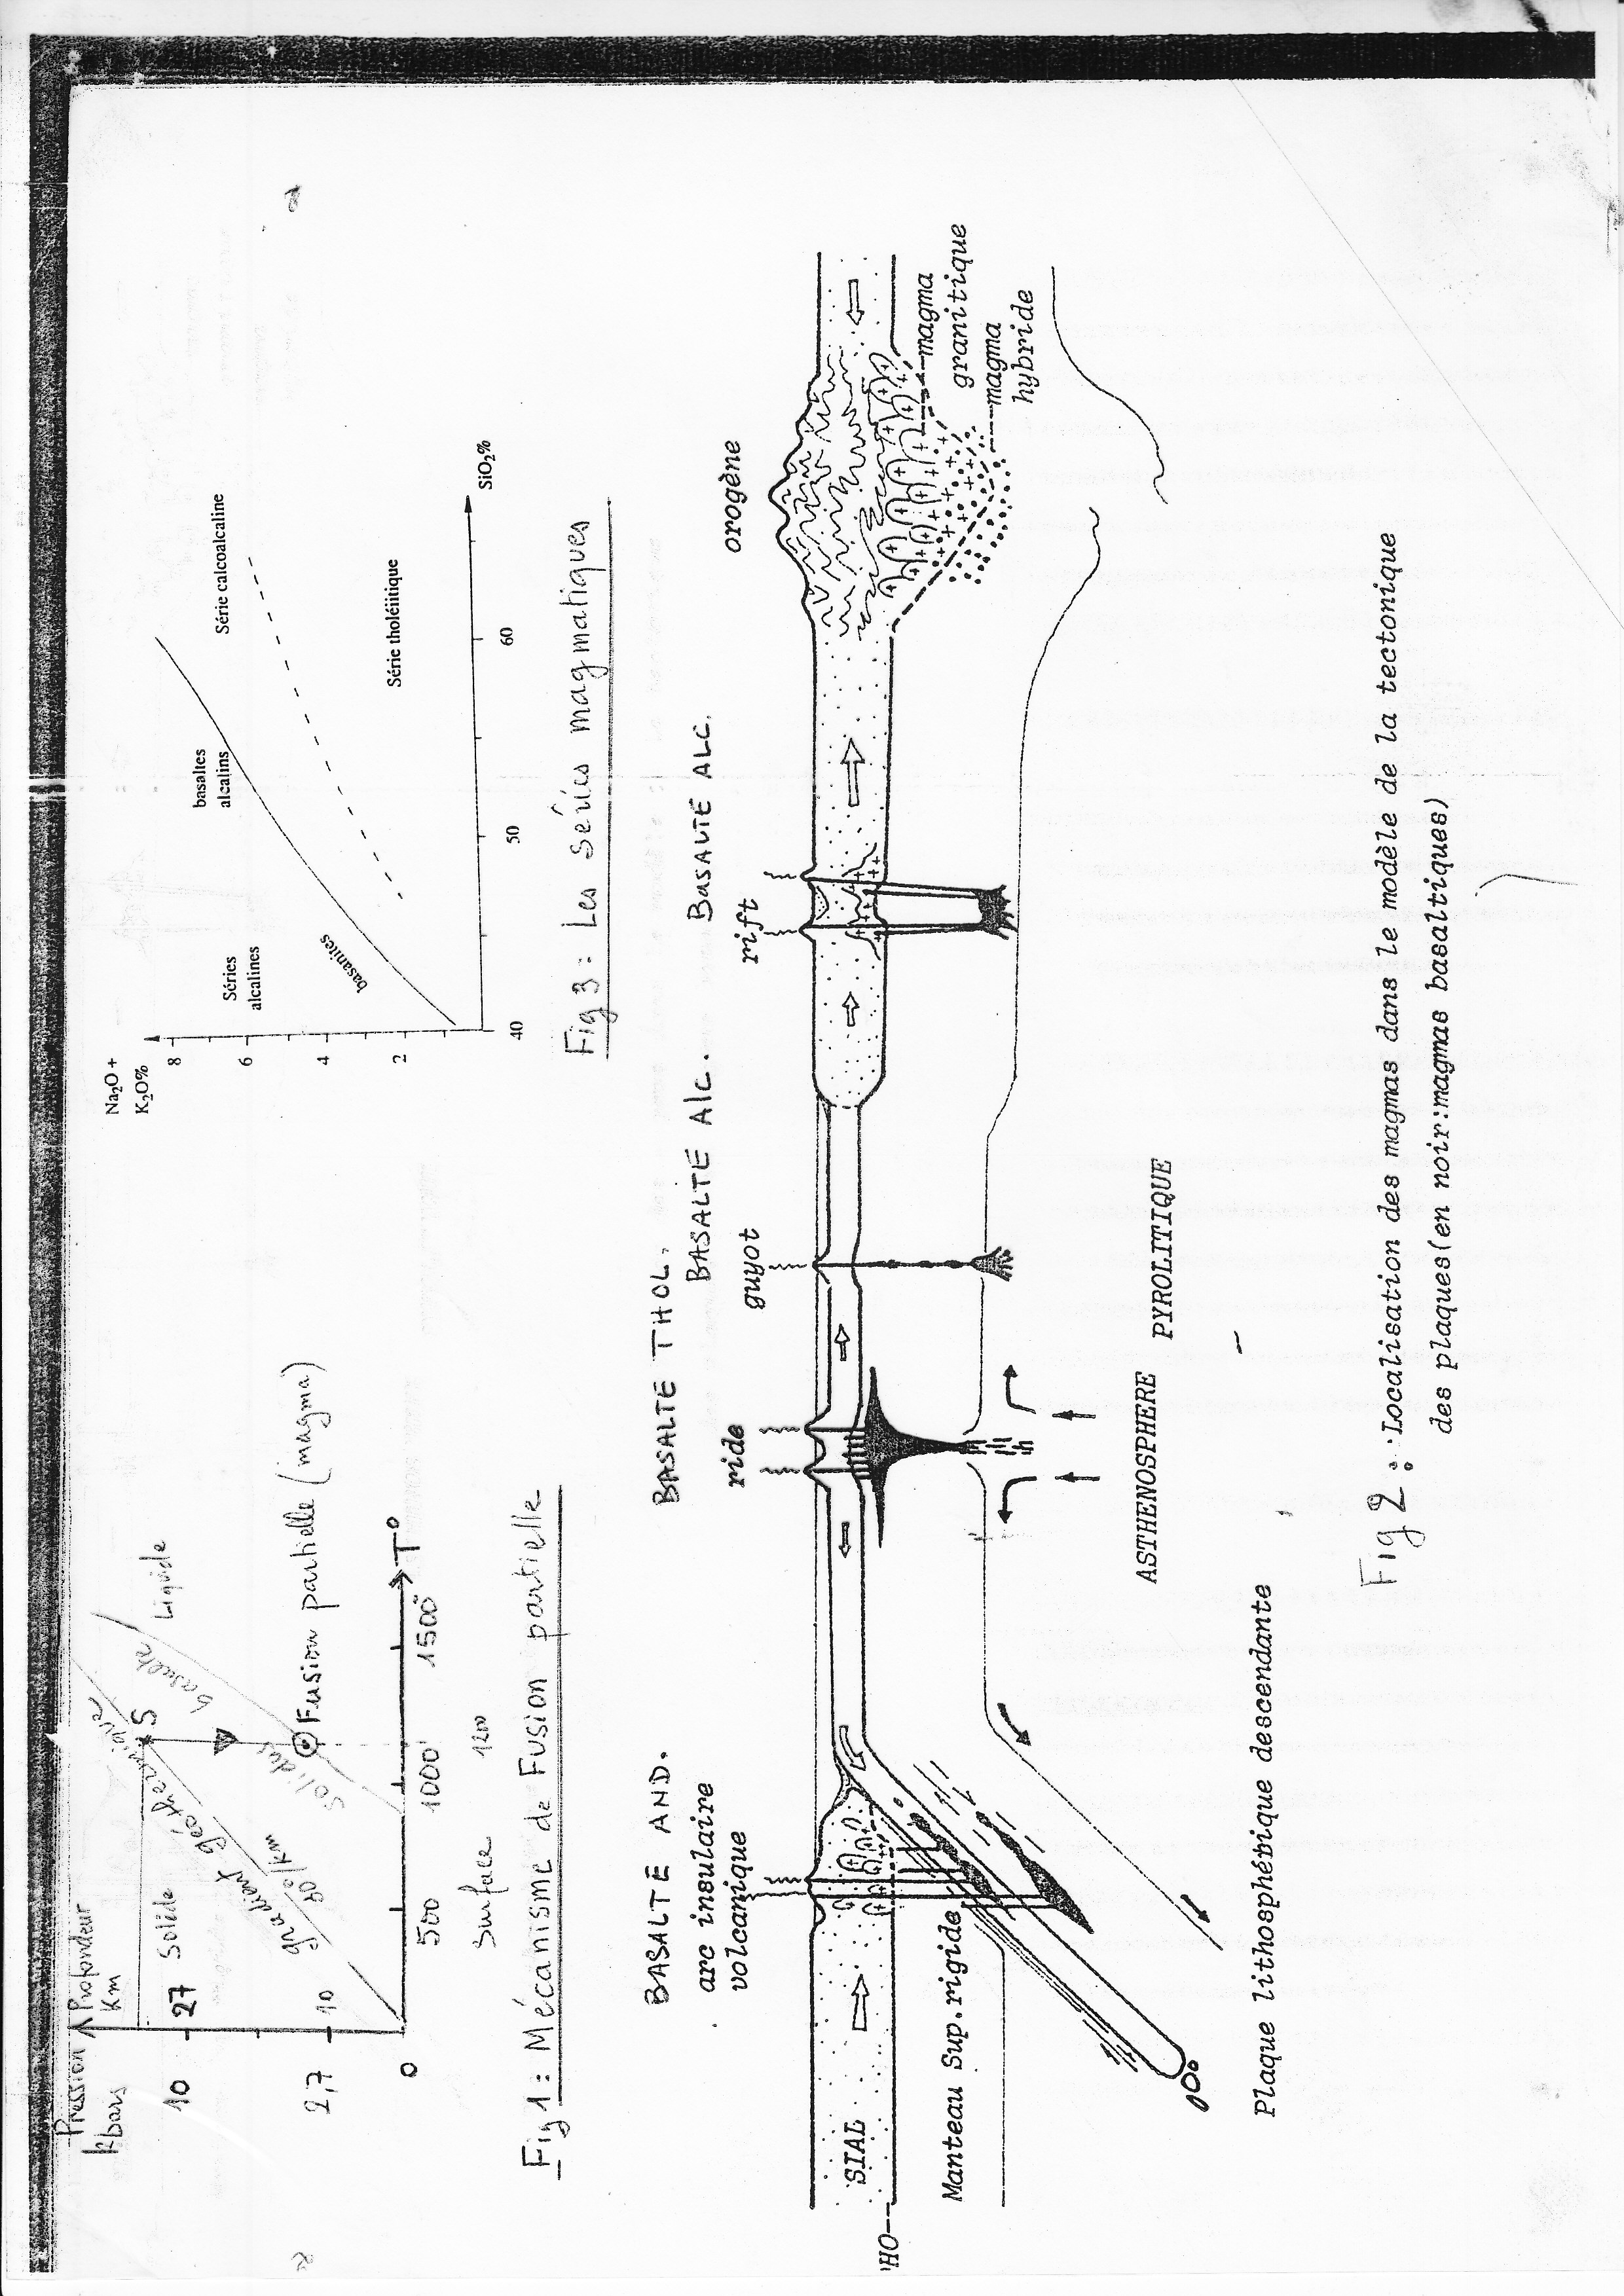 Pression
kbars
Profondeur
Km
10
27
Solide
S
basalte
Liquide
gradient géothermique
30°/km
Solidus
2,7
10
Fusion partielle (magma)
0
500
1000
1500
T°
Surface
1200
Fig 1 : Mécanisme de Fusion partielle
Na2O +
K2O%
8
6
4
2
Séries
alcalines
basanites
basaltes
alcalins
Série calcoalcaline
Série tholéiitique
40
50
60
SiO2%
Fig 3 : Les Séries magmatiques
BASALTE AND.
arc insulaire
volcanique
BASALTE THOL.
ride
BASALTE Alc.
guyot
BASALTE ALC.
rift
orogène
SIAL
HO--
Manteau Sup.rigide
magma
granitique
magma
hybride
ASTHENOSPHERE PYROLITIQUE
Plaque lithosphérique descendante
Fig 2 : Localisation des magmas dans le modèle de la tectonique
des plaques(en noir:magmas basaltiques)